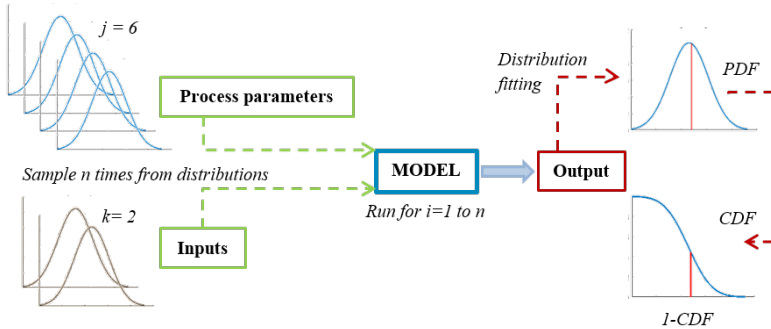 j = 6
Process parameters
Sample n times from distributions
k= 2
Inputs
MODEL
Run for i=1 to n
Output
Distribution
fitting
PDF
CDF
1-CDF